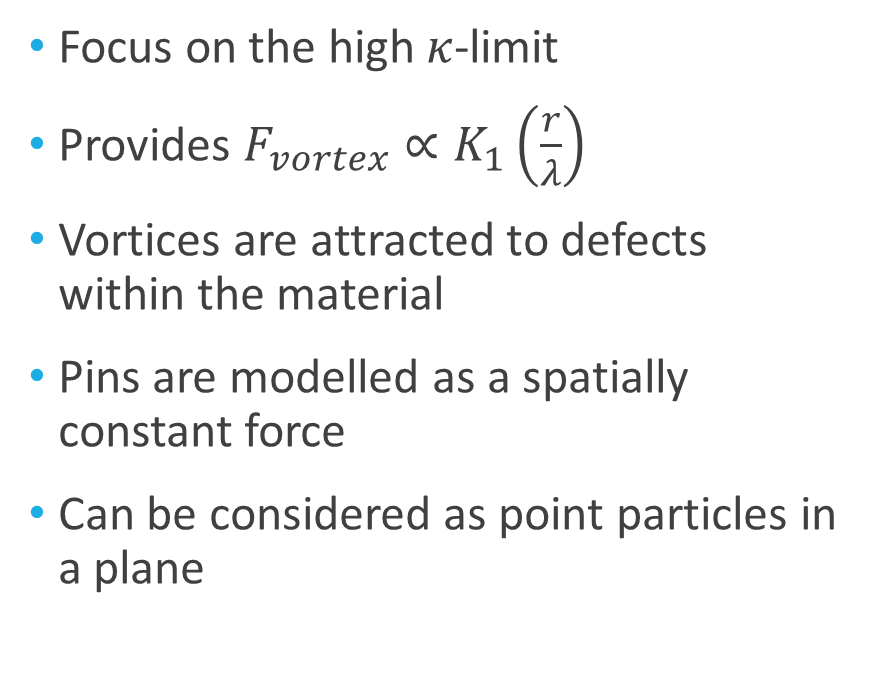 • Focus on the high κ-limit
• Provides F_vortex ∝ K_1 (r/λ)
• Vortices are attracted to defects
within the material
• Pins are modelled as a spatially
constant force
• Can be considered as point particles in
a plane